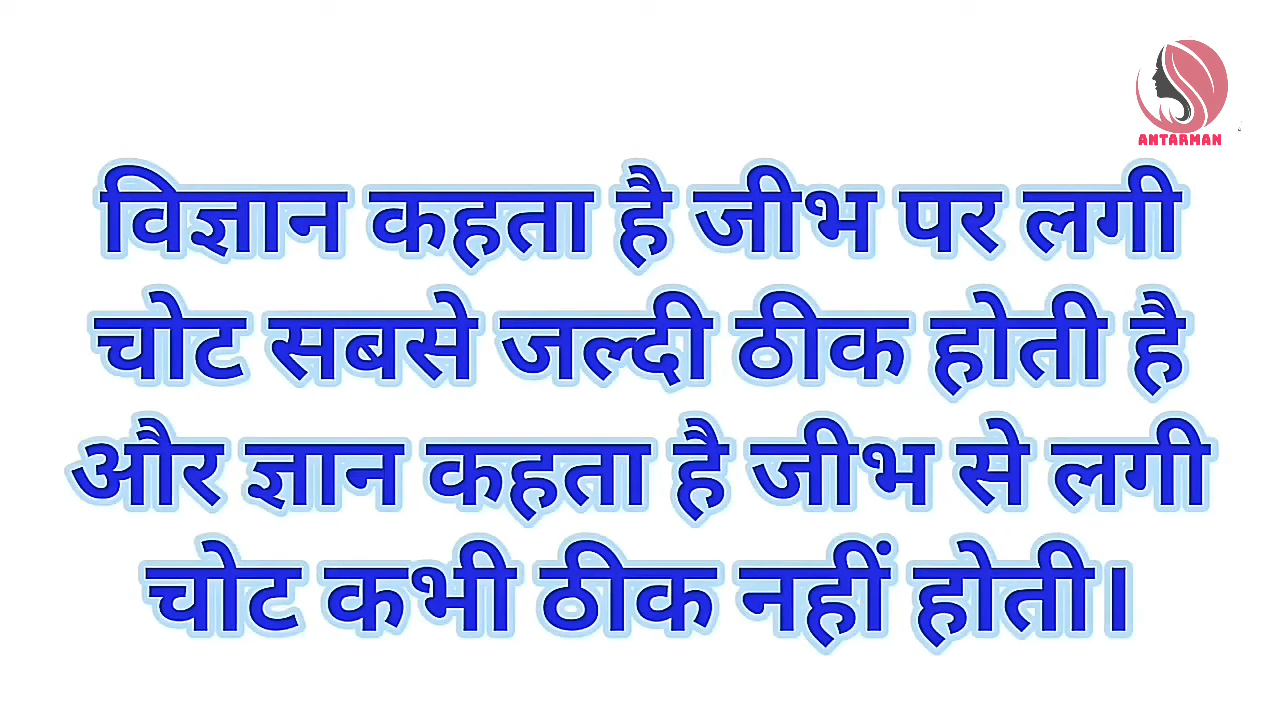 ANTARMAN
विज्ञान कहता है जीभ पर लगी
चोट सबसे जल्दी ठीक होती है
और ज्ञान कहता है जीभ से लगी
चोट कभी ठीक नहीं होती।